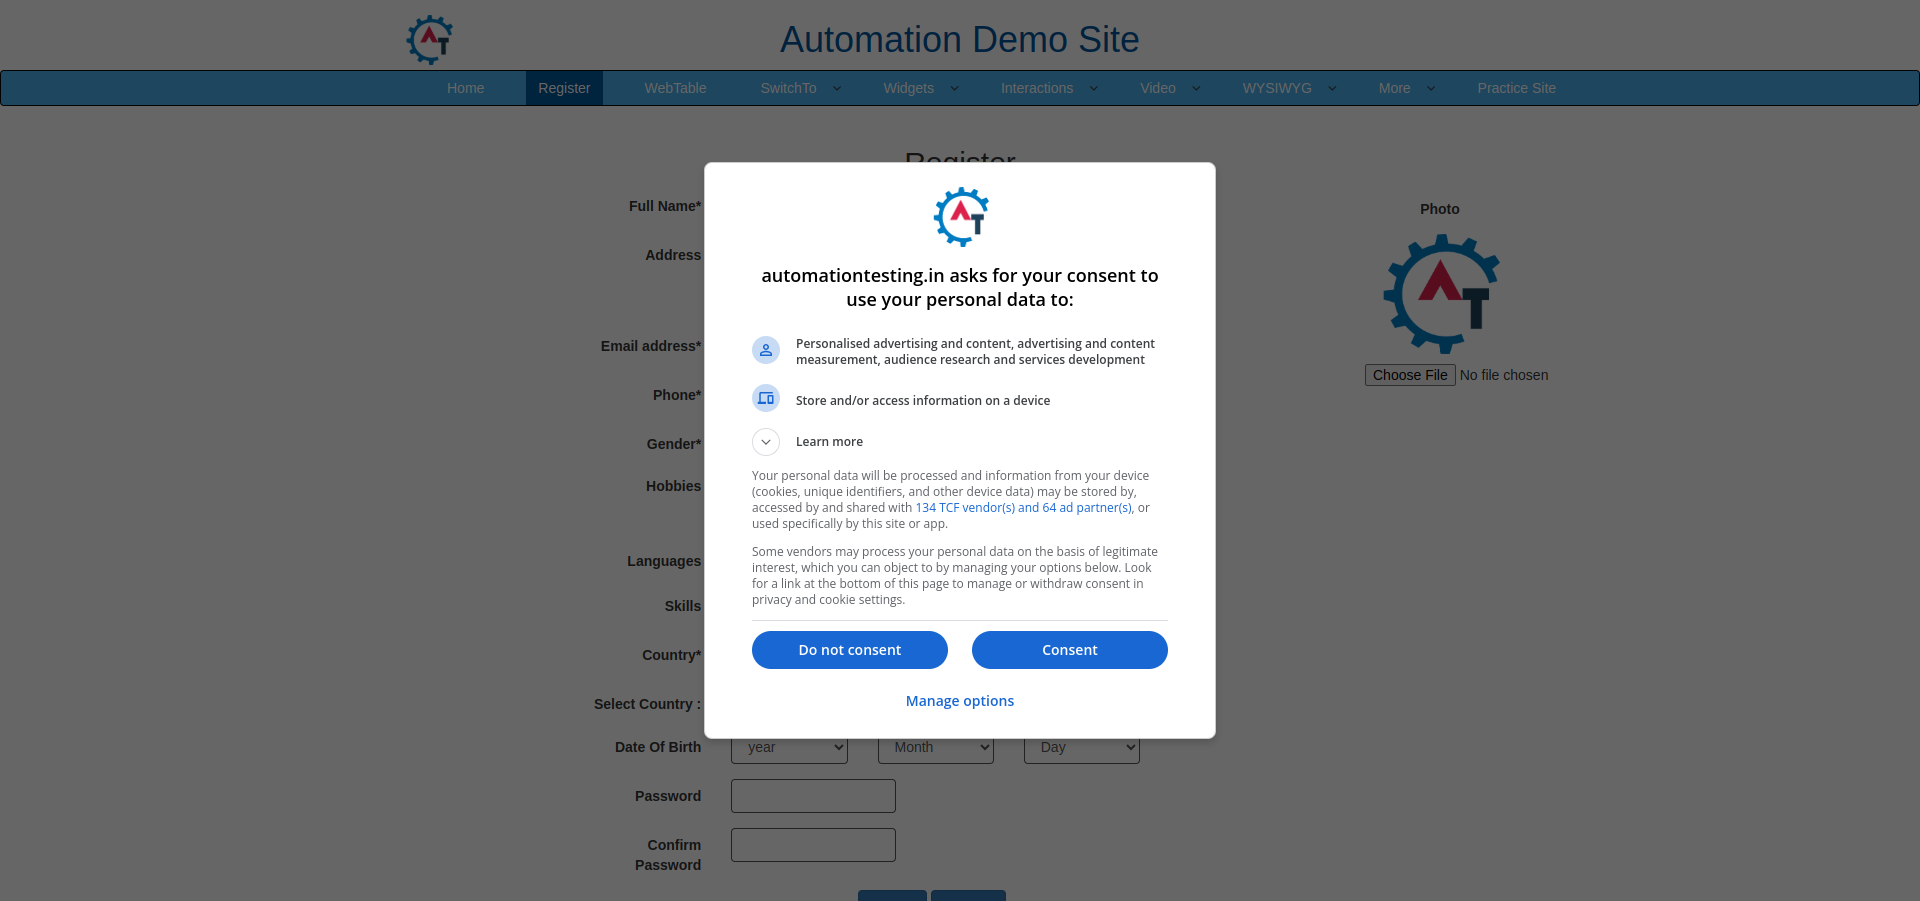 Automation Demo Site
Home Register WebTable SwitchTo Widgets Interactions Video WYSIWYG More Practice Site
Register
Full Name*
Address
Email address*
Phone*
Gender*
Hobbies
Languages
Skills
Country*
Select Country :
Date Of Birth year Month Day
Password
Confirm
Password
Photo
Choose File No file chosen
automationtesting.in asks for your consent to
use your personal data to:
Personalised advertising and content, advertising and content
measurement, audience research and services development
Store and/or access information on a device
Learn more
Your personal data will be processed and information from your device
(cookies, unique identifiers, and other device data) may be stored by,
accessed by and shared with 134 TCF vendor(s) and 64 ad partner(s), or
used specifically by this site or app.
Some vendors may process your personal data on the basis of legitimate
interest, which you can object to by managing your options below. Look
for a link at the bottom of this page to manage or withdraw consent in
privacy and cookie settings.
Do not consent Consent
Manage options